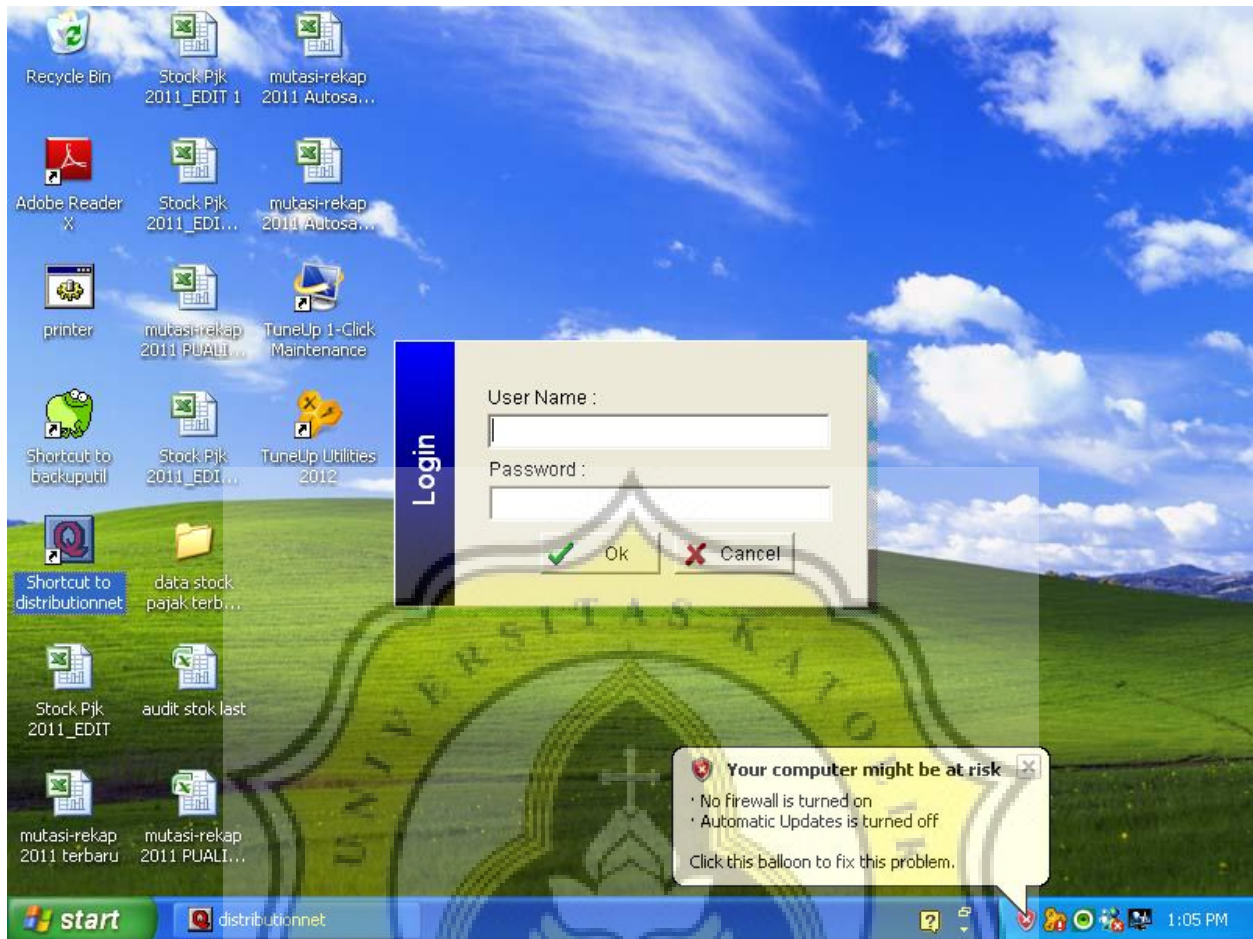 Recycle Bin
Stock Pjk
2011_EDIT 1
mutasi-rekap
2011 Autosa...
Adobe Reader
X
Stock Pjk
2011_EDI...
mutasi-rekap
2011 Autosa...
printer
mutasi-rekap
2011 PUALI...
TuneUp 1-Click
Maintenance
Shortcut to
backuputil
Stock Pjk
2011_EDI...
TuneUp Utilities
2012
Shortcut to
distributionnet
data stock
pajak terb...
Stock Pjk
2011_EDIT
audit stok last
mutasi-rekap
2011 terbaru
mutasi-rekap
2011 PUALI...
Login
User Name :
Password :
Ok
Cancel
UNIVERSITAS KATOLIK
Your computer might be at risk
· No firewall is turned on
· Automatic Updates is turned off
Click this balloon to fix this problem.
start
distributionnet
1:05 PM